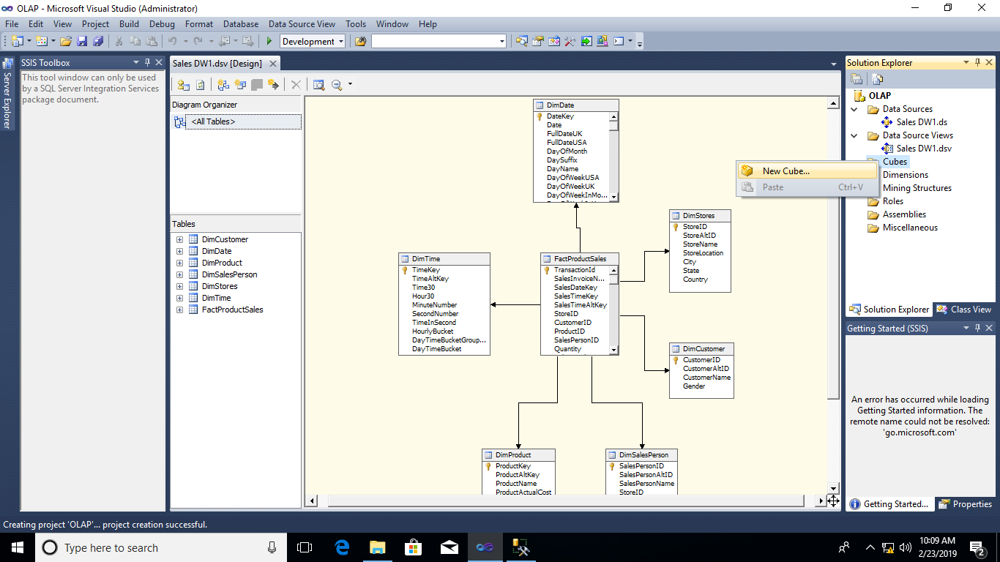 OLAP - Microsoft Visual Studio (Administrator)
File Edit View Project Build Debug Format Database Data Source View Tools Window Help
Development
Server Explorer
SSIS Toolbox
This tool window can only be used
by a SQL Server Integration Services
package document.
Sales DW1.dsv [Design]
Diagram Organizer
<All Tables>
Tables
DimCustomer
DimDate
DimProduct
DimSalesPerson
DimStores
DimTime
FactProductSales
DimDate
DateKey
Date
FullDateUK
FullDateUSA
DayOfMonth
DaySuffix
DayName
DayOfWeekUSA
DayOfWeekUK
DayOfWeekInMo...
DimStores
StoreID
StoreAltID
StoreName
StoreLocation
City
State
Country
DimTime
TimeKey
TimeAltKey
Time30
Hour30
MinuteNumber
SecondNumber
TimeInSecond
HourlyBucket
DayTimeBucketGroup...
DayTimeBucket
FactProductSales
TransactionId
SalesInvoiceN...
SalesDateKey
SalesTimeKey
SalesTimeAltKey
StoreID
CustomerID
ProductID
SalesPersonID
Quantity
DimCustomer
CustomerID
CustomerAltID
CustomerName
Gender
DimProduct
ProductKey
ProductAltKey
ProductName
ProductActualCost
DimSalesPerson
SalesPersonID
SalesPersonAltID
SalesPersonName
StoreID
New Cube...
Paste Ctrl+V
Solution Explorer
OLAP
Data Sources
Sales DW1.ds
Data Source Views
Sales DW1.dsv
Cubes
Dimensions
Mining Structures
Roles
Assemblies
Miscellaneous
Solution Explorer Class View
Getting Started (SSIS)
An error has occurred while loading
Getting Started information. The
remote name could not be resolved:
'go.microsoft.com'
Getting Started... Properties
Creating project 'OLAP'... project creation successful.
Type here to search
10:09 AM
2/23/2019
2